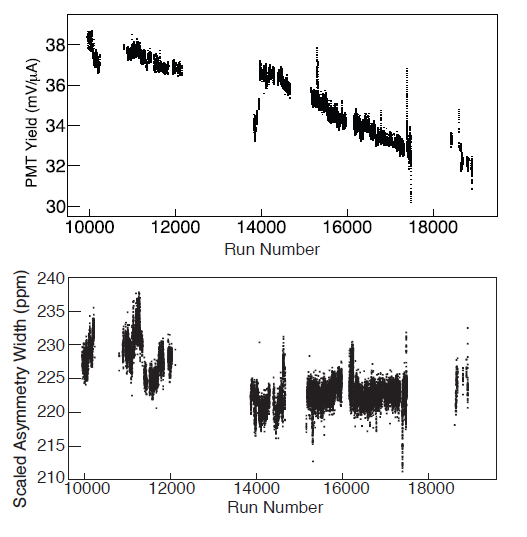 PMT Yield (mV/μA)
38
36
34
32
30
10000 12000 14000 16000 18000
Run Number
Scaled Asymmetry Width (ppm)
240
235
230
225
220
215
210
10000 12000 14000 16000 18000
Run Number